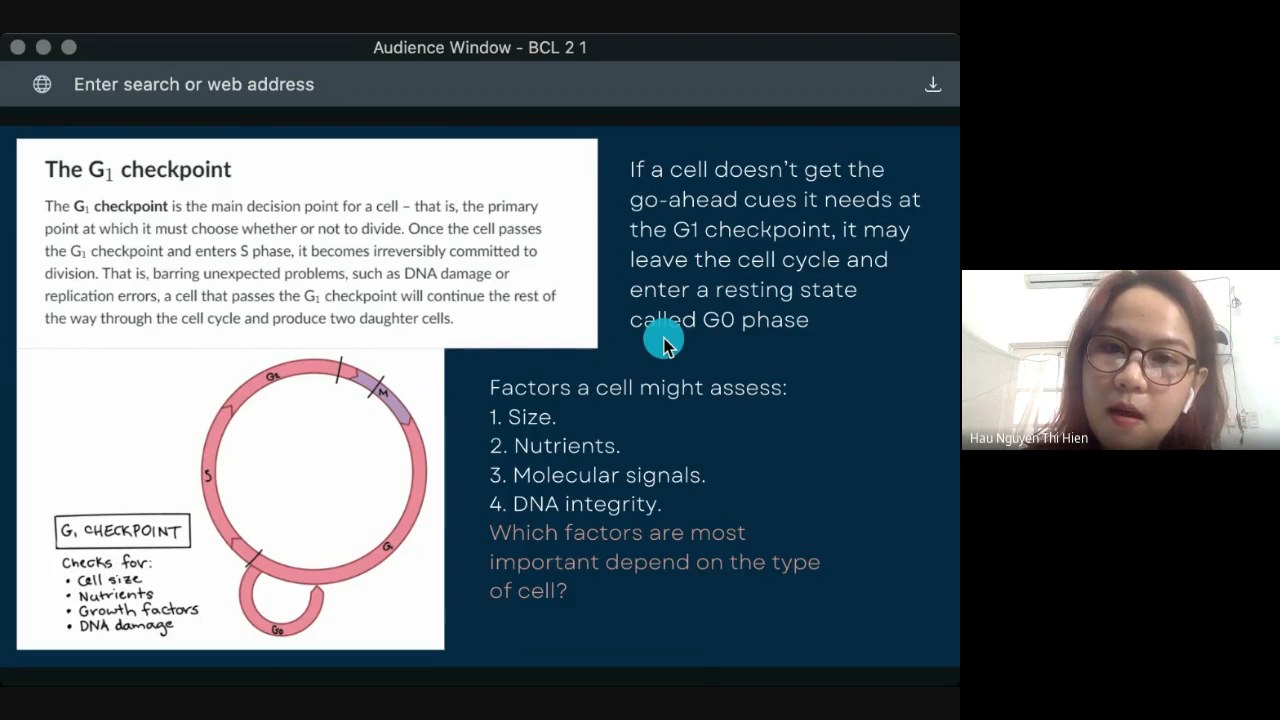 Audience Window - BCL 2 1
Enter search or web address
The G₁ checkpoint
The G₁ checkpoint is the main decision point for a cell – that is, the primary
point at which it must choose whether or not to divide. Once the cell passes
the G₁ checkpoint and enters S phase, it becomes irreversibly committed to
division. That is, barring unexpected problems, such as DNA damage or
replication errors, a cell that passes the G₁ checkpoint will continue the rest of
the way through the cell cycle and produce two daughter cells.
If a cell doesn't get the
go-ahead cues it needs at
the G1 checkpoint, it may
leave the cell cycle and
enter a resting state
called G0 phase
G₂
M
S
G₁
G₀
G₁ CHECKPOINT
Checks for:
• Cell size
• Nutrients
• Growth factors
• DNA damage
Factors a cell might assess:
1. Size.
2. Nutrients.
3. Molecular signals.
4. DNA integrity.
Which factors are most
important depend on the type
of cell?
Hau Nguyen Thi Hien